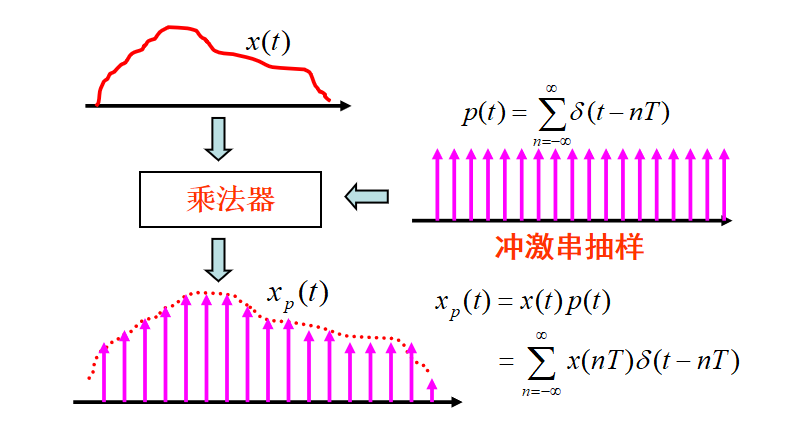 x(t)
p(t) = ∑_{n=-∞}^{∞} δ(t − nT)
乘法器
冲激串抽样
x_p(t)
x_p(t) = x(t)p(t)
= ∑_{n=-∞}^{∞} x(nT)δ(t − nT)